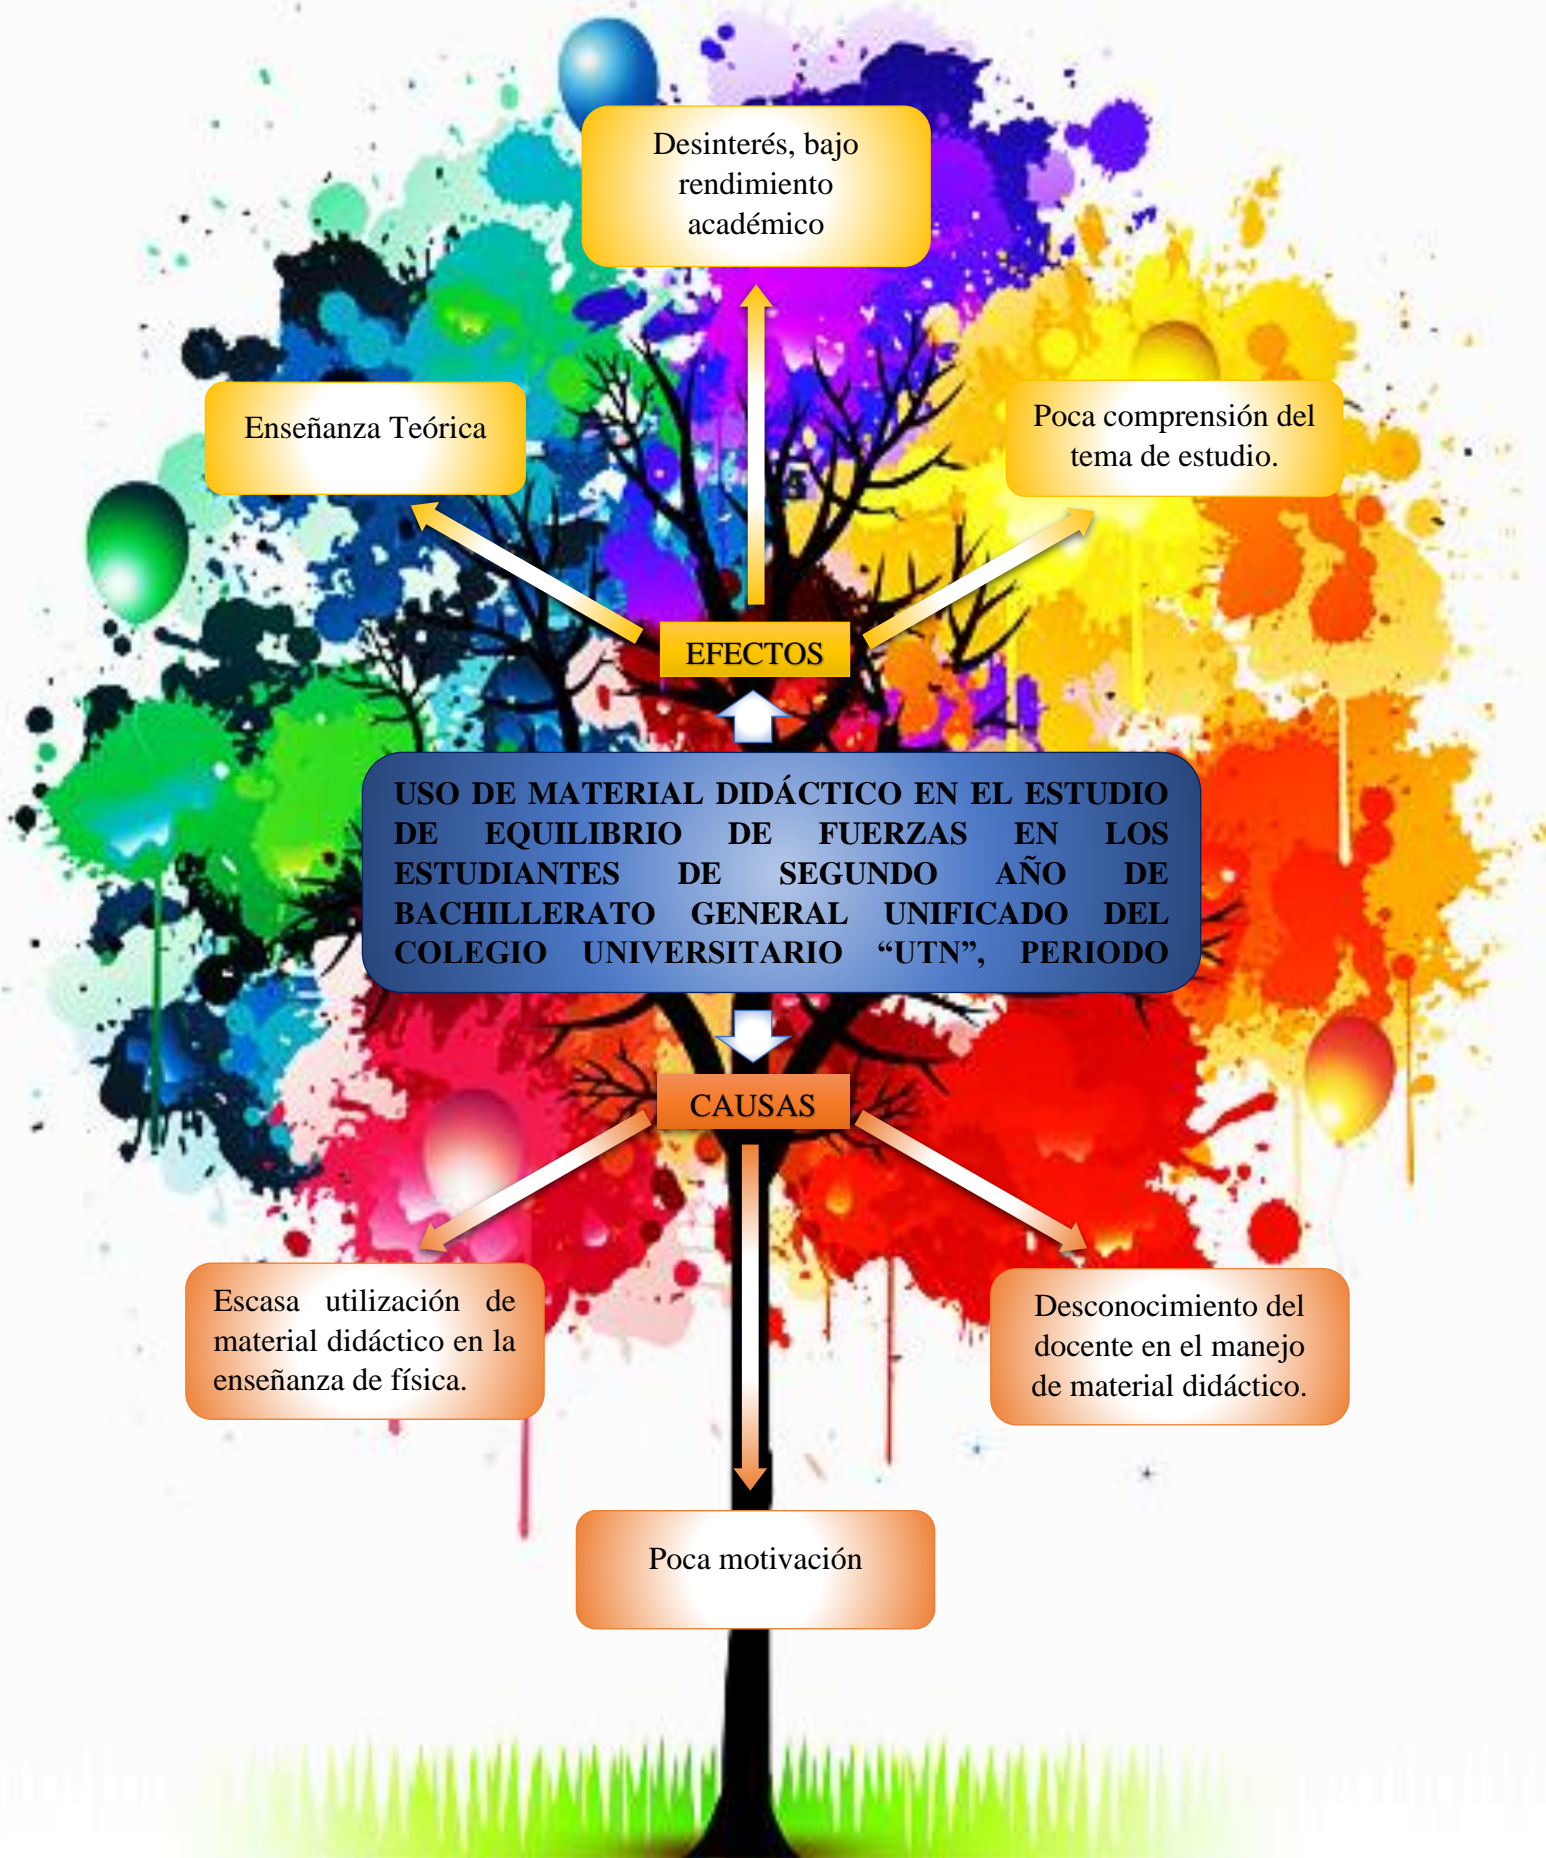 Desinterés, bajo
rendimiento
académico
Enseñanza Teórica
Poca comprensión del
tema de estudio.
EFECTOS
USO DE MATERIAL DIDÁCTICO EN EL ESTUDIO
DE EQUILIBRIO DE FUERZAS EN LOS
ESTUDIANTES DE SEGUNDO AÑO DE
BACHILLERATO GENERAL UNIFICADO DEL
COLEGIO UNIVERSITARIO “UTN”, PERIODO
CAUSAS
Escasa utilización de
material didáctico en la
enseñanza de física.
Desconocimiento del
docente en el manejo
de material didáctico.
Poca motivación